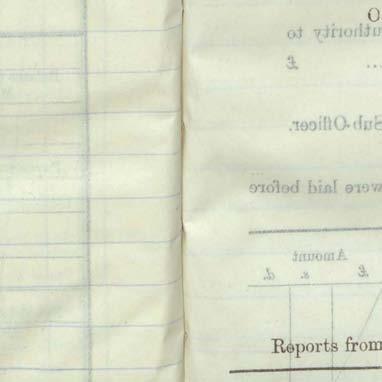 O
uthority to
... £
Sub-Officer.
were laid before
Amount
£ s. d.
Reports from